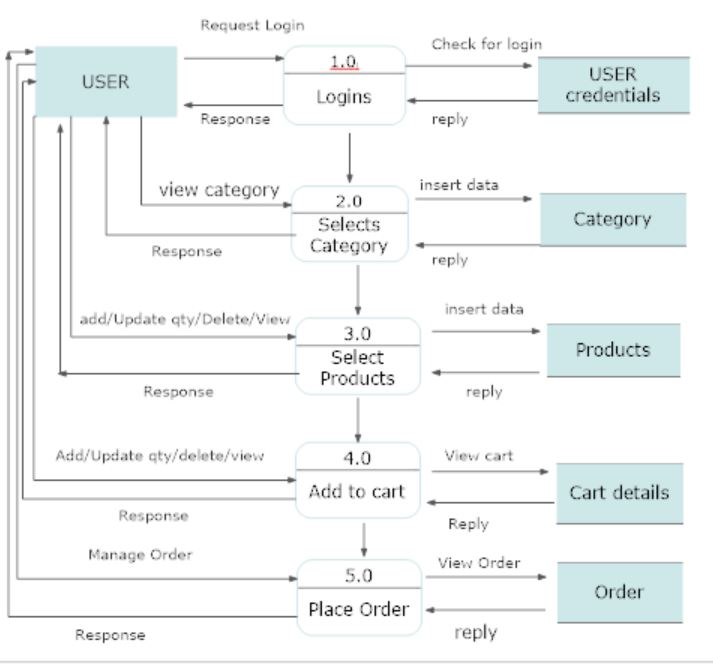 Request Login
Check for login
USER
1.0
Logins
USER
credentials
Response
reply
view category
insert data
2.0
Selects
Category
Category
Response
reply
insert data
add/Update qty/Delete/View
3.0
Select
Products
Products
Response
reply
Add/Update qty/delete/view
View cart
4.0
Add to cart
Cart details
Response
Reply
Manage Order
View Order
5.0
Place Order
Order
Response
reply